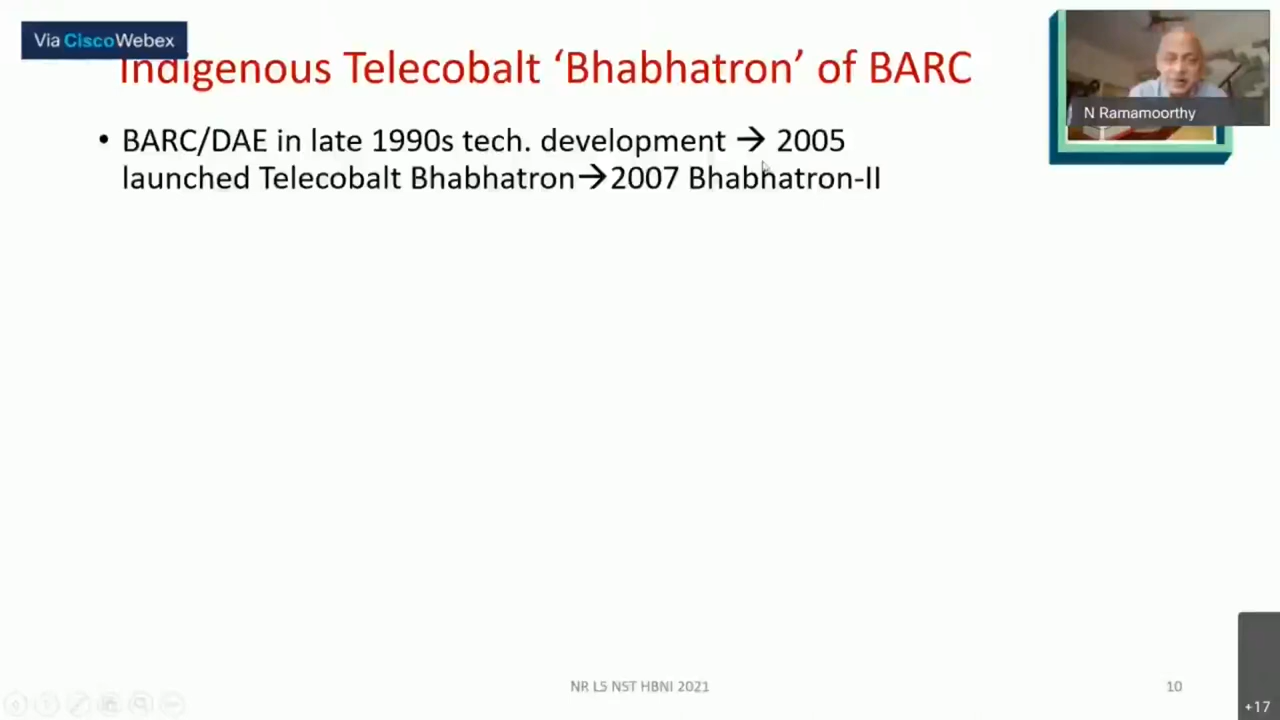 Via CiscoWebex
Indigenous Telecobalt ‘Bhabhatron’ of BARC
N Ramamoorthy
• BARC/DAE in late 1990s tech. development → 2005
launched Telecobalt Bhabhatron→2007 Bhabhatron-II
NR L5 NST HBNI 2021
10
+17